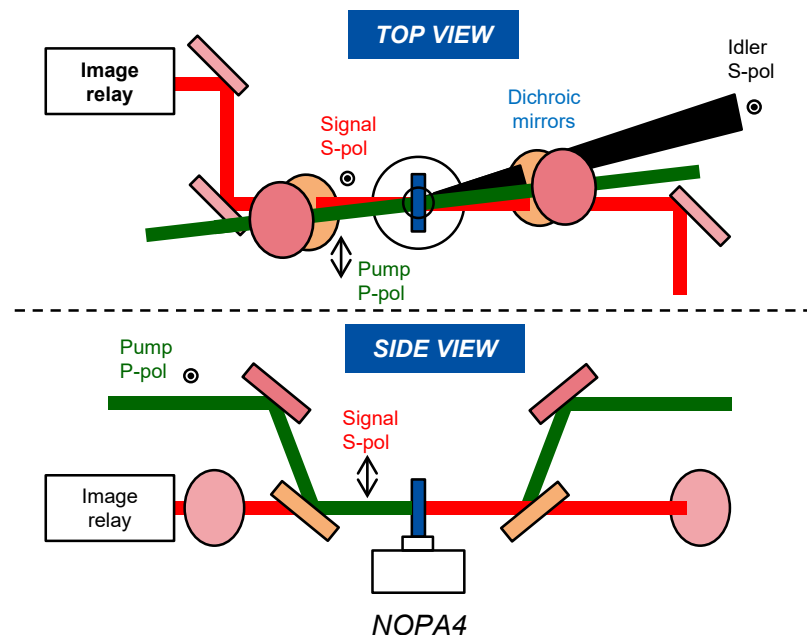 TOP VIEW
Image
relay
Idler
S-pol
Dichroic
mirrors
Signal
S-pol
Pump
P-pol
SIDE VIEW
Pump
P-pol
Signal
S-pol
Image
relay
NOPA4